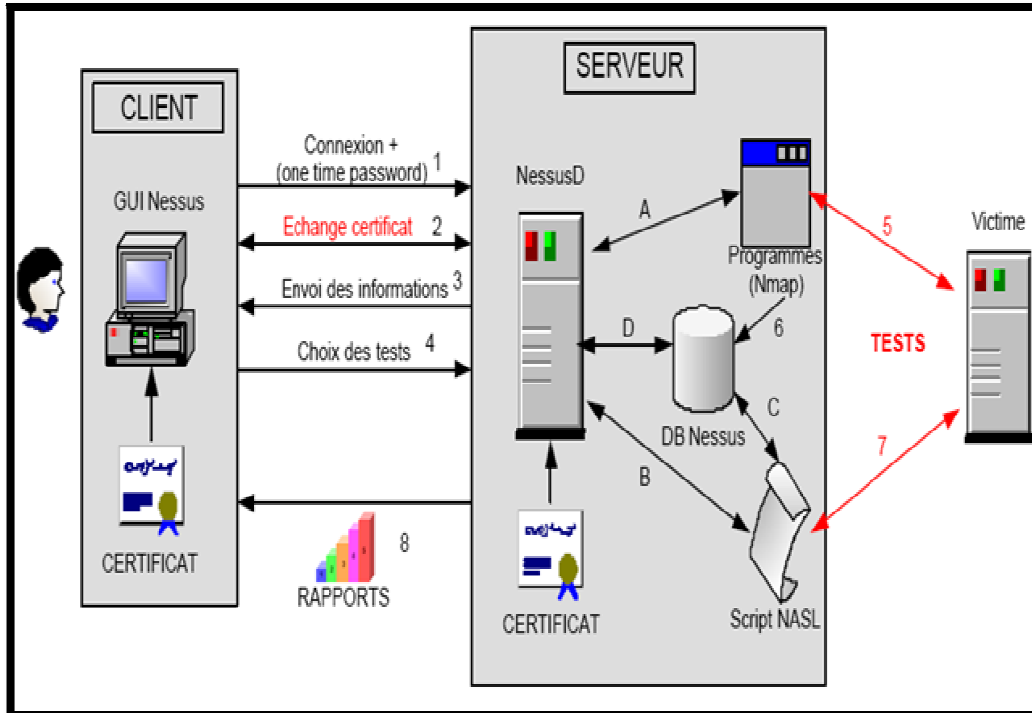 SERVEUR
CLIENT
Connexion +
(one time password) 1
GUI Nessus
Echange certificat 2
Envoi des informations 3
Choix des tests 4
CERTIFICAT
8
RAPPORTS
NessusD
A
Programmes
(Nmap)
6
D
DB Nessus
C
B
CERTIFICAT
Script NASL
5
Victime
TESTS
7